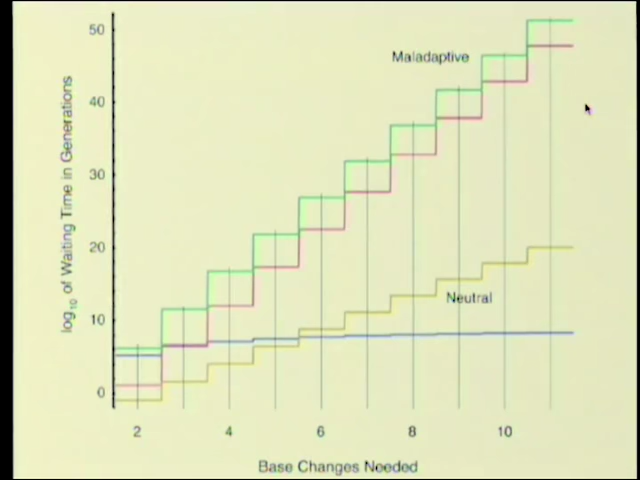 50
Maladaptive
40
30
log10 of Waiting Time in Generations
20
Neutral
10
0
2 4 6 8 10
Base Changes Needed